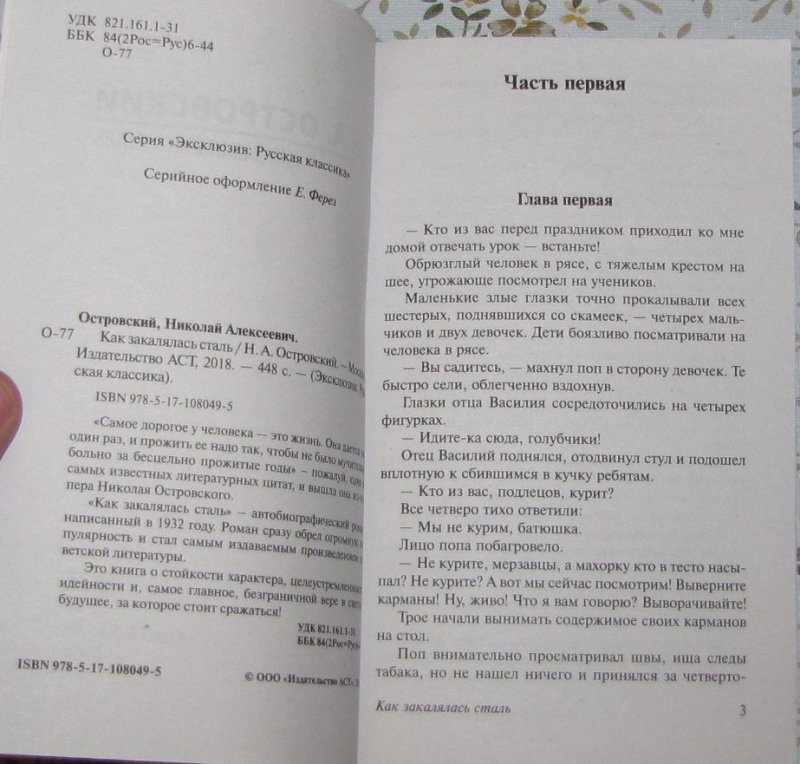 УДК 821.161.1-31
ББК 84(2Рос=Рус)6-44
О-77
Серия «Эксклюзив: Русская классика»
Серийное оформление Е. Ферез
Островский, Николай Алексеевич.
О-77 Как закалялась сталь / Н. А. Островский. — Моск
Издательство АСТ, 2018. — 448 с. — (Эксклюзив: Ру
ская классика).
ISBN 978-5-17-108049-5
«Самое дорогое у человека — это жизнь. Она дается
один раз, и прожить ее надо так, чтобы не было мучител
больно за бесцельно прожитые годы» — пожалуй, одна
самых известных литературных цитат, и вышла она из-
пера Николая Островского.
«Как закалялась сталь» — автобиографический ром
написанный в 1932 году. Роман сразу обрел огромную
пулярность и стал самым издаваемым произведением
ветской литературы.
Это книга о стойкости характера, целеустремленнос
идейности и, самое главное, безграничной вере в све
будущее, за которое стоит сражаться!
УДК 821.161.1-31
ББК 84(2Рос=Рус)6-
ISBN 978-5-17-108049-5
© ООО «Издательство АСТ»
Часть первая
Глава первая
— Кто из вас перед праздником приходил ко мне
домой отвечать урок — встаньте!
Обрюзглый человек в рясе, с тяжелым крестом на
шее, угрожающе посмотрел на учеников.
Маленькие злые глазки точно прокалывали всех
шестерых, поднявшихся со скамеек, — четырех маль-
чиков и двух девочек. Дети боязливо посматривали на
человека в рясе.
— Вы садитесь, — махнул поп в сторону девочек. Те
быстро сели, облегченно вздохнув.
Глазки отца Василия сосредоточились на четырех
фигурках.
— Идите-ка сюда, голубчики!
Отец Василий поднялся, отодвинул стул и подошел
вплотную к сбившимся в кучку ребятам.
— Кто из вас, подлецов, курит?
Все четверо тихо ответили:
— Мы не курим, батюшка.
Лицо попа побагровело.
— Не курите, мерзавцы, а махорку кто в тесто насы-
пал? Не курите? А вот мы сейчас посмотрим! Выверните
карманы! Ну, живо! Что я вам говорю? Выворачивайте!
Трое начали вынимать содержимое своих карманов
на стол.
Поп внимательно просматривал швы, ища следы
табака, но не нашел ничего и принялся за четверто-
Как закалялась сталь 3